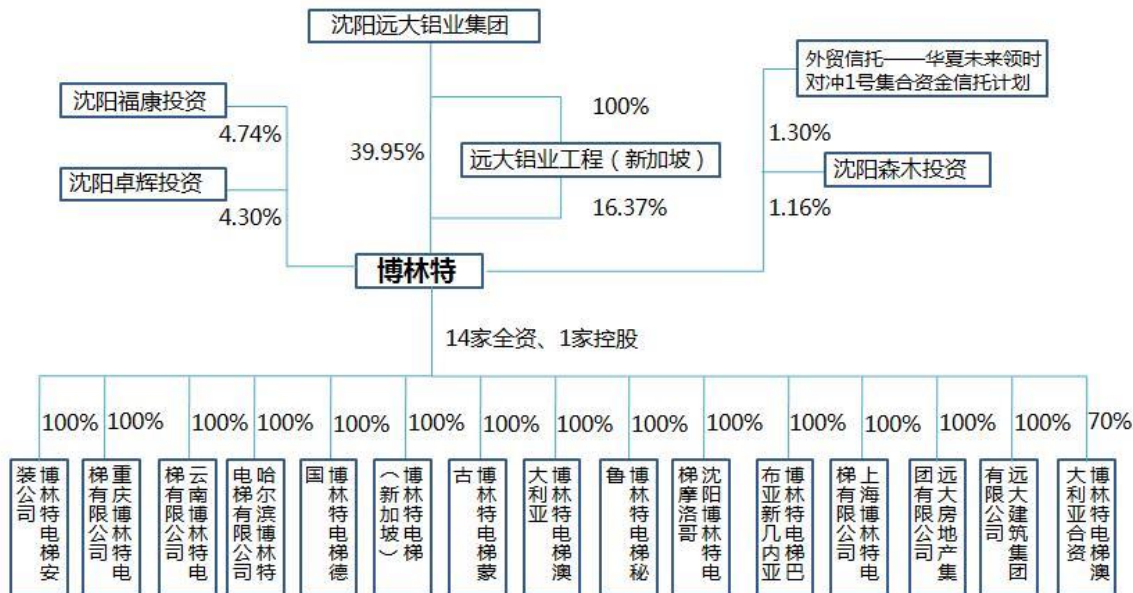 沈阳远大铝业集团
外贸信托——华夏未来领时
对冲1号集合资金信托计划
沈阳福康投资
4.74%
39.95%
100%
1.30%
远大铝业工程（新加坡）
沈阳森木投资
沈阳卓辉投资
4.30%
16.37%
1.16%
博林特
14家全资、1家控股
100%
100%
100%
100%
100%
100%
100%
100%
100%
100%
100%
100%
100%
100%
70%
博林特电梯安
装公司
重庆博林特电
梯有限公司
云南博林特电
梯有限公司
哈尔滨博林特
电梯有限公司
博林特电梯德
国
博林特电梯
（新加坡）
博林特电梯蒙
古
博林特电梯澳
大利亚
博林特电梯秘
鲁
沈阳博林特电
梯摩洛哥
博林特电梯巴
布亚新几内亚
上海博林特电
梯有限公司
远大房地产集
团有限公司
远大建筑集团
有限公司
博林特电梯澳
大利亚合资